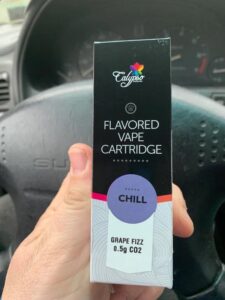 Calypso
FLAVORED
VAPE
CARTRIDGE
CHILL
GRAPE FIZZ
0.5g CO2